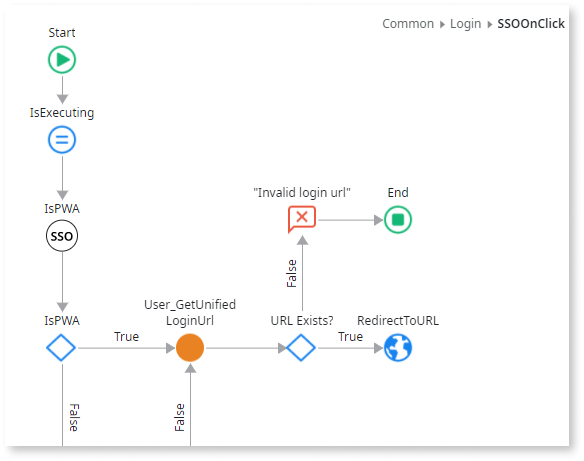 Common Login SSOOnClick
Start
IsExecuting
IsPWA
SSO
"Invalid login url"
End
False
IsPWA
True
User_GetUnified
LoginUrl
URL Exists?
True
RedirectToURL
False
False